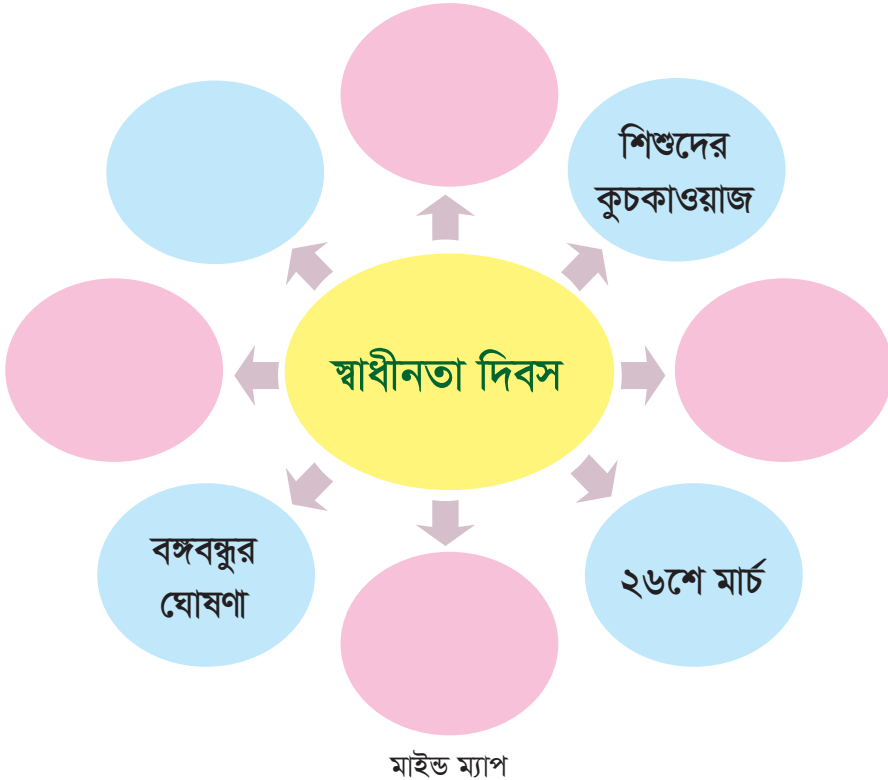 শিশুদের
কুচকাওয়াজ
স্বাধীনতা দিবস
বঙ্গবন্ধুর
ঘোষণা
২৬শে মার্চ
মাইন্ড ম্যাপ